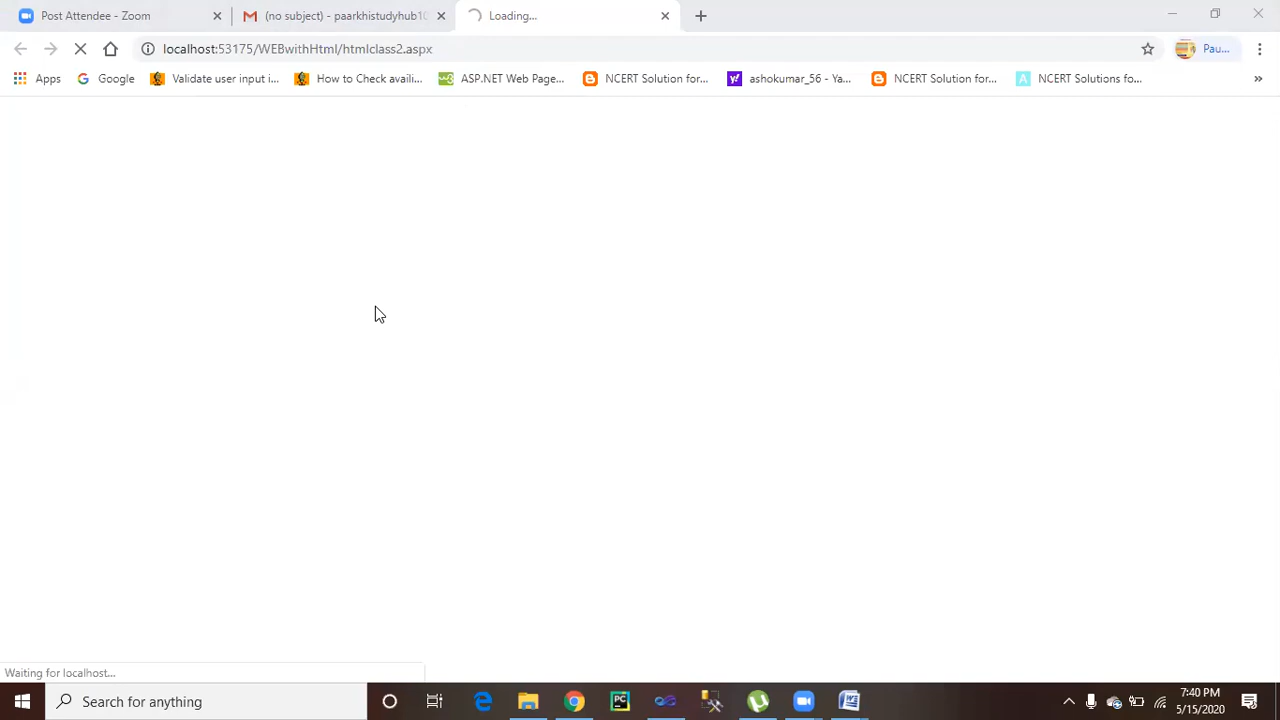 Post Attendee - Zoom
(no subject) - paarkhistudyhub10
Loading...
localhost:53175/WEBwithHtml/htmlclass2.aspx
Pau...
Apps
Google
Validate user input i...
How to Check availi...
ASP.NET Web Page...
NCERT Solution for...
ashokumar_56 - Ya...
NCERT Solution for...
NCERT Solutions fo...
Waiting for localhost...
Search for anything
7:40 PM
5/15/2020